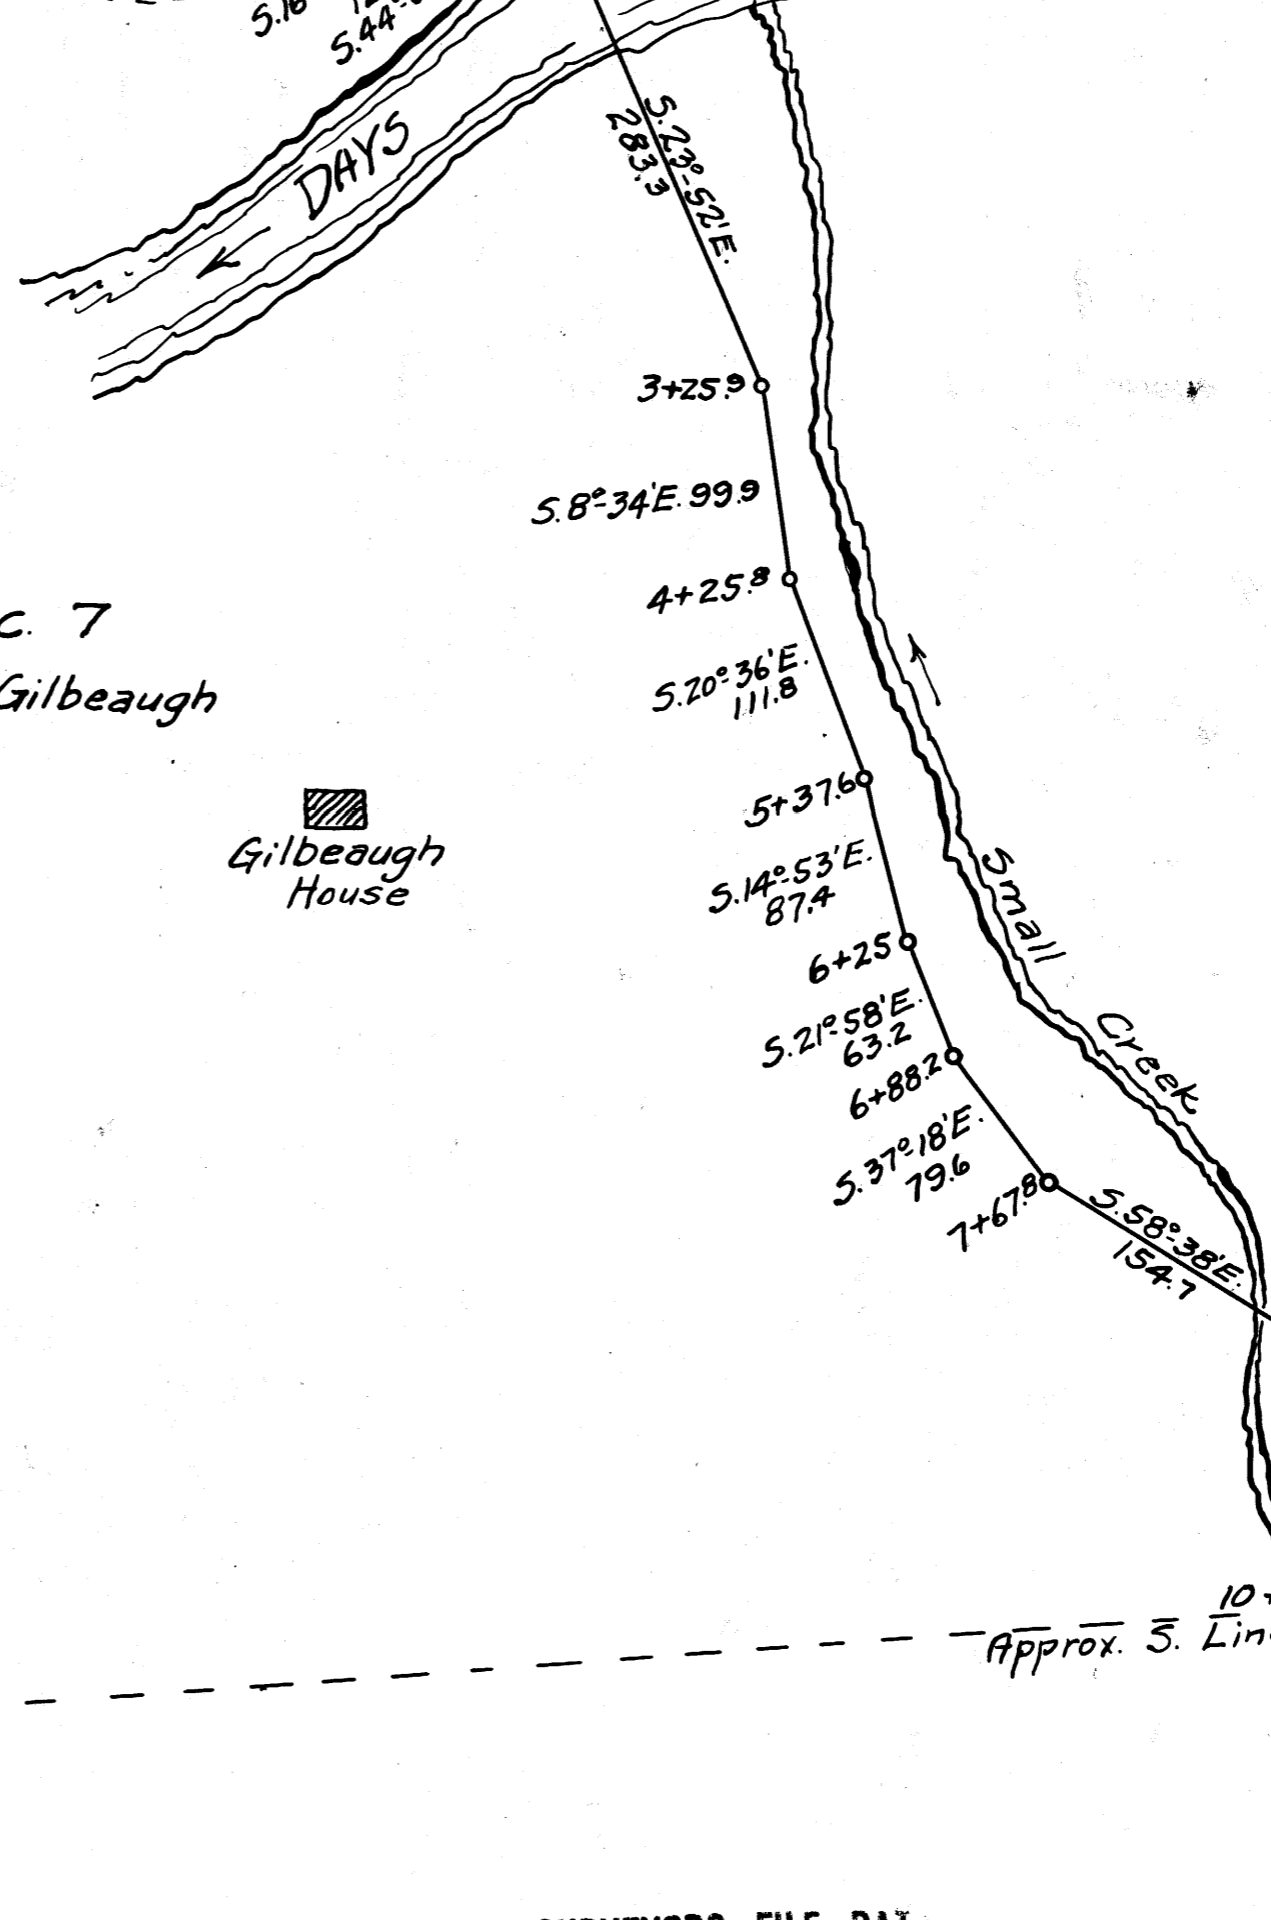 DAYS
S.23°-52'E.
283.3
3+25.9
S.8°-34'E. 99.9
4+25.8
7
Gilbeaugh
S.20°-36'E.
111.8
5+37.6
Gilbeaugh
House
S.14°-53'E.
87.4
6+25
Small
Creek
S.21°-58'E.
63.2
6+88.2
S.37°-18'E.
79.6
7+67.8
S.58°-38'E.
154.7
10+
Approx. S. Lin